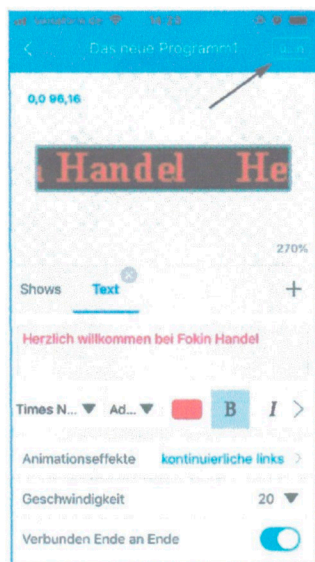 Das neue Programm1
0,0 96,16
Handel He
270%
Shows Text +
Herzlich willkommen bei Fokin Handel
Times N... Ad... B I
Animationseffekte kontinuierliche links
Geschwindigkeit 20
Verbunden Ende an Ende